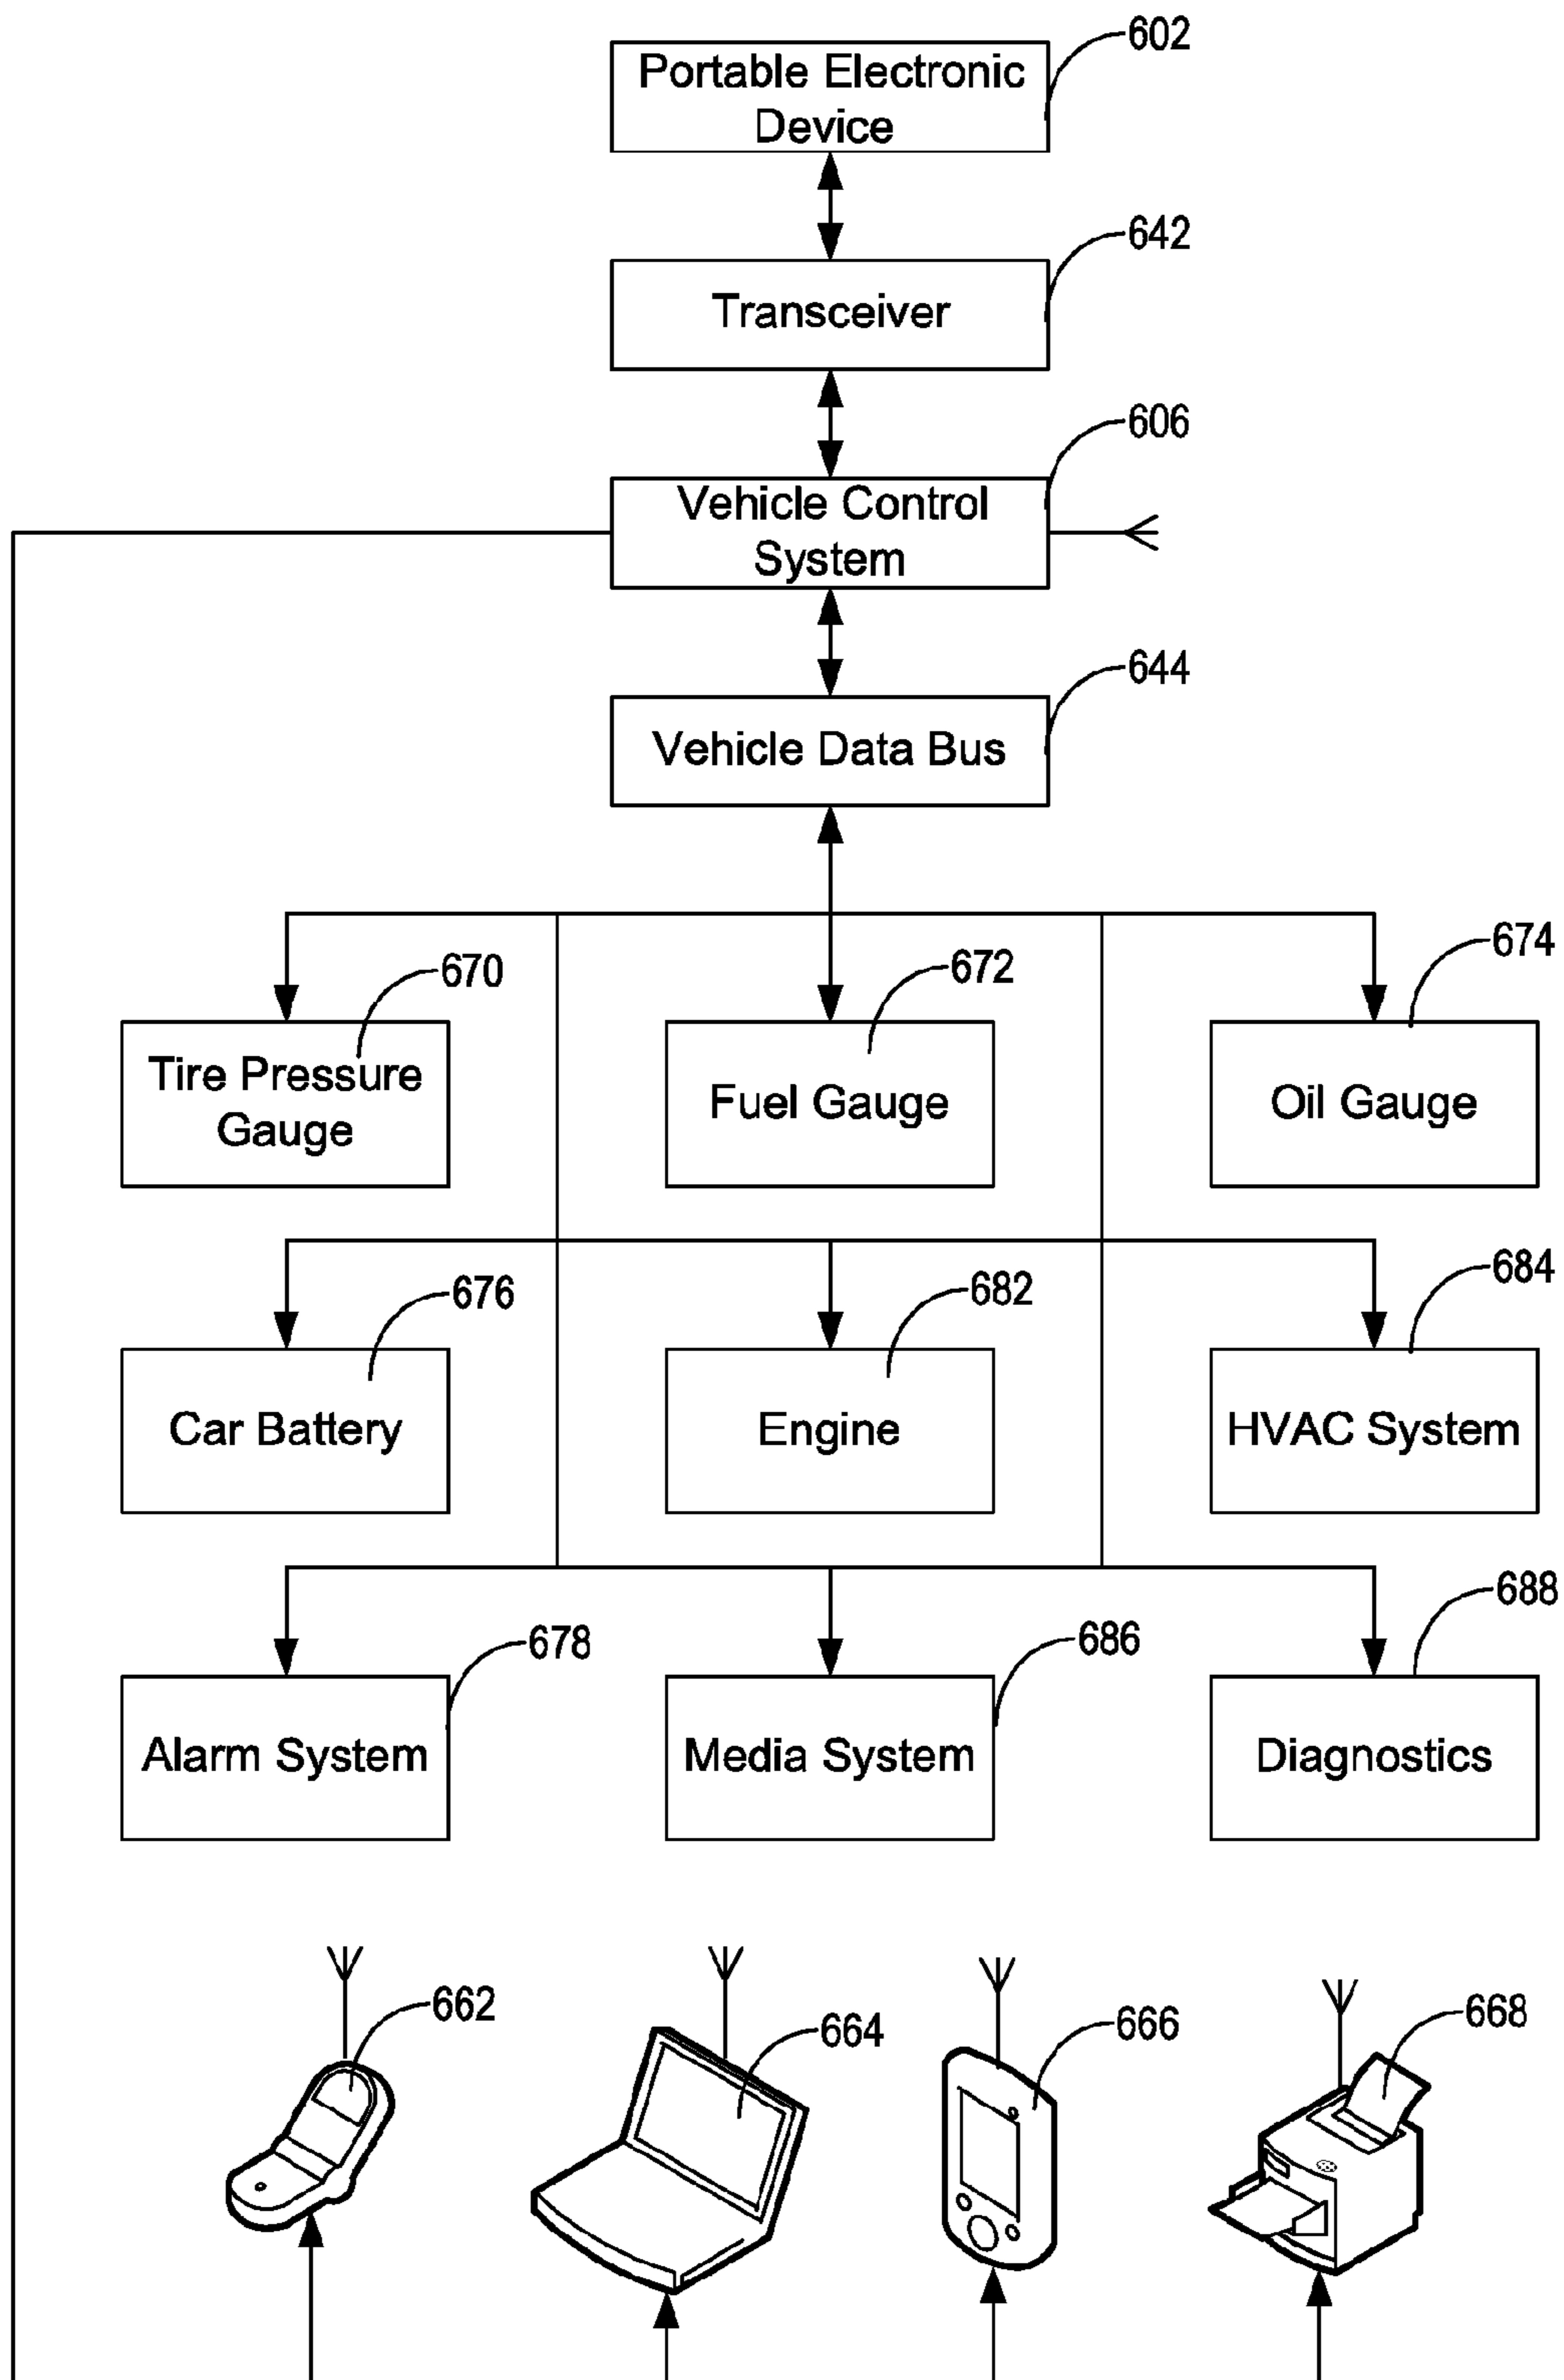 602
Portable Electronic
Device
642
Transceiver
606
Vehicle Control
System
644
Vehicle Data Bus
670
672
674
Tire Pressure
Gauge
Fuel Gauge
Oil Gauge
676
682
684
Car Battery
Engine
HVAC System
678
686
688
Alarm System
Media System
Diagnostics
662
664
666
668